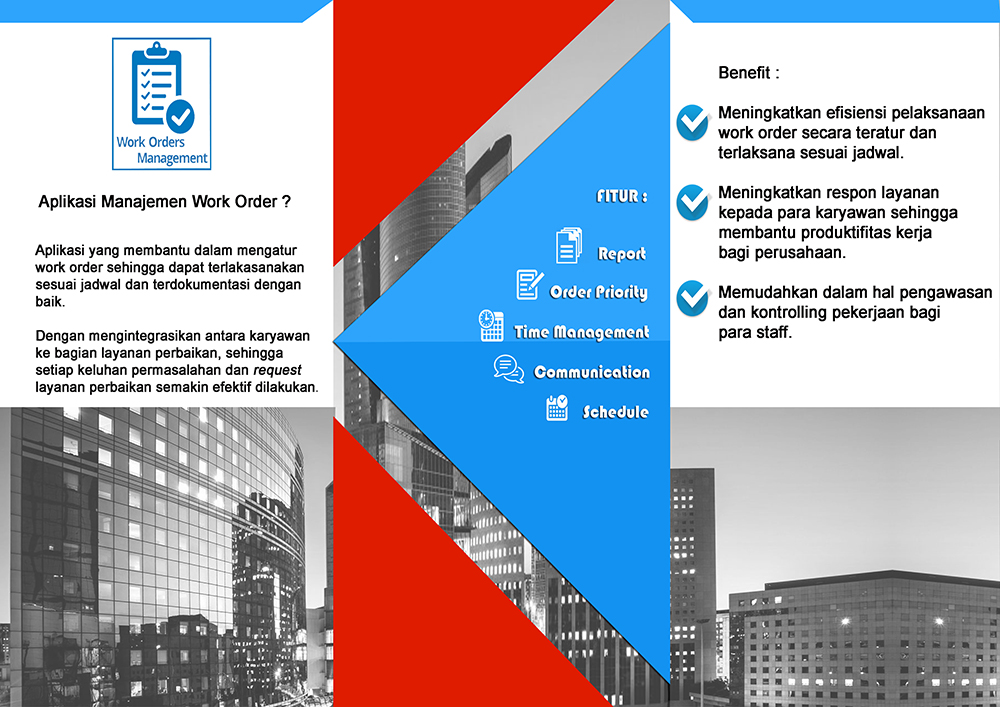 Work Orders
Management
Aplikasi Manajemen Work Order ?
Aplikasi yang membantu dalam mengatur
work order sehingga dapat terlakasanakan
sesuai jadwal dan terdokumentasi dengan
baik.
Dengan mengintegrasikan antara karyawan
ke bagian layanan perbaikan, sehingga
setiap keluhan permasalahan dan request
layanan perbaikan semakin efektif dilakukan.
FITUR :
Report
Order Priority
Time Management
Communication
Schedule
Benefit :
Meningkatkan efisiensi pelaksanaan
work order secara teratur dan
terlaksana sesuai jadwal.
Meningkatkan respon layanan
kepada para karyawan sehingga
membantu produktifitas kerja
bagi perusahaan.
Memudahkan dalam hal pengawasan
dan kontrolling pekerjaan bagi
para staff.